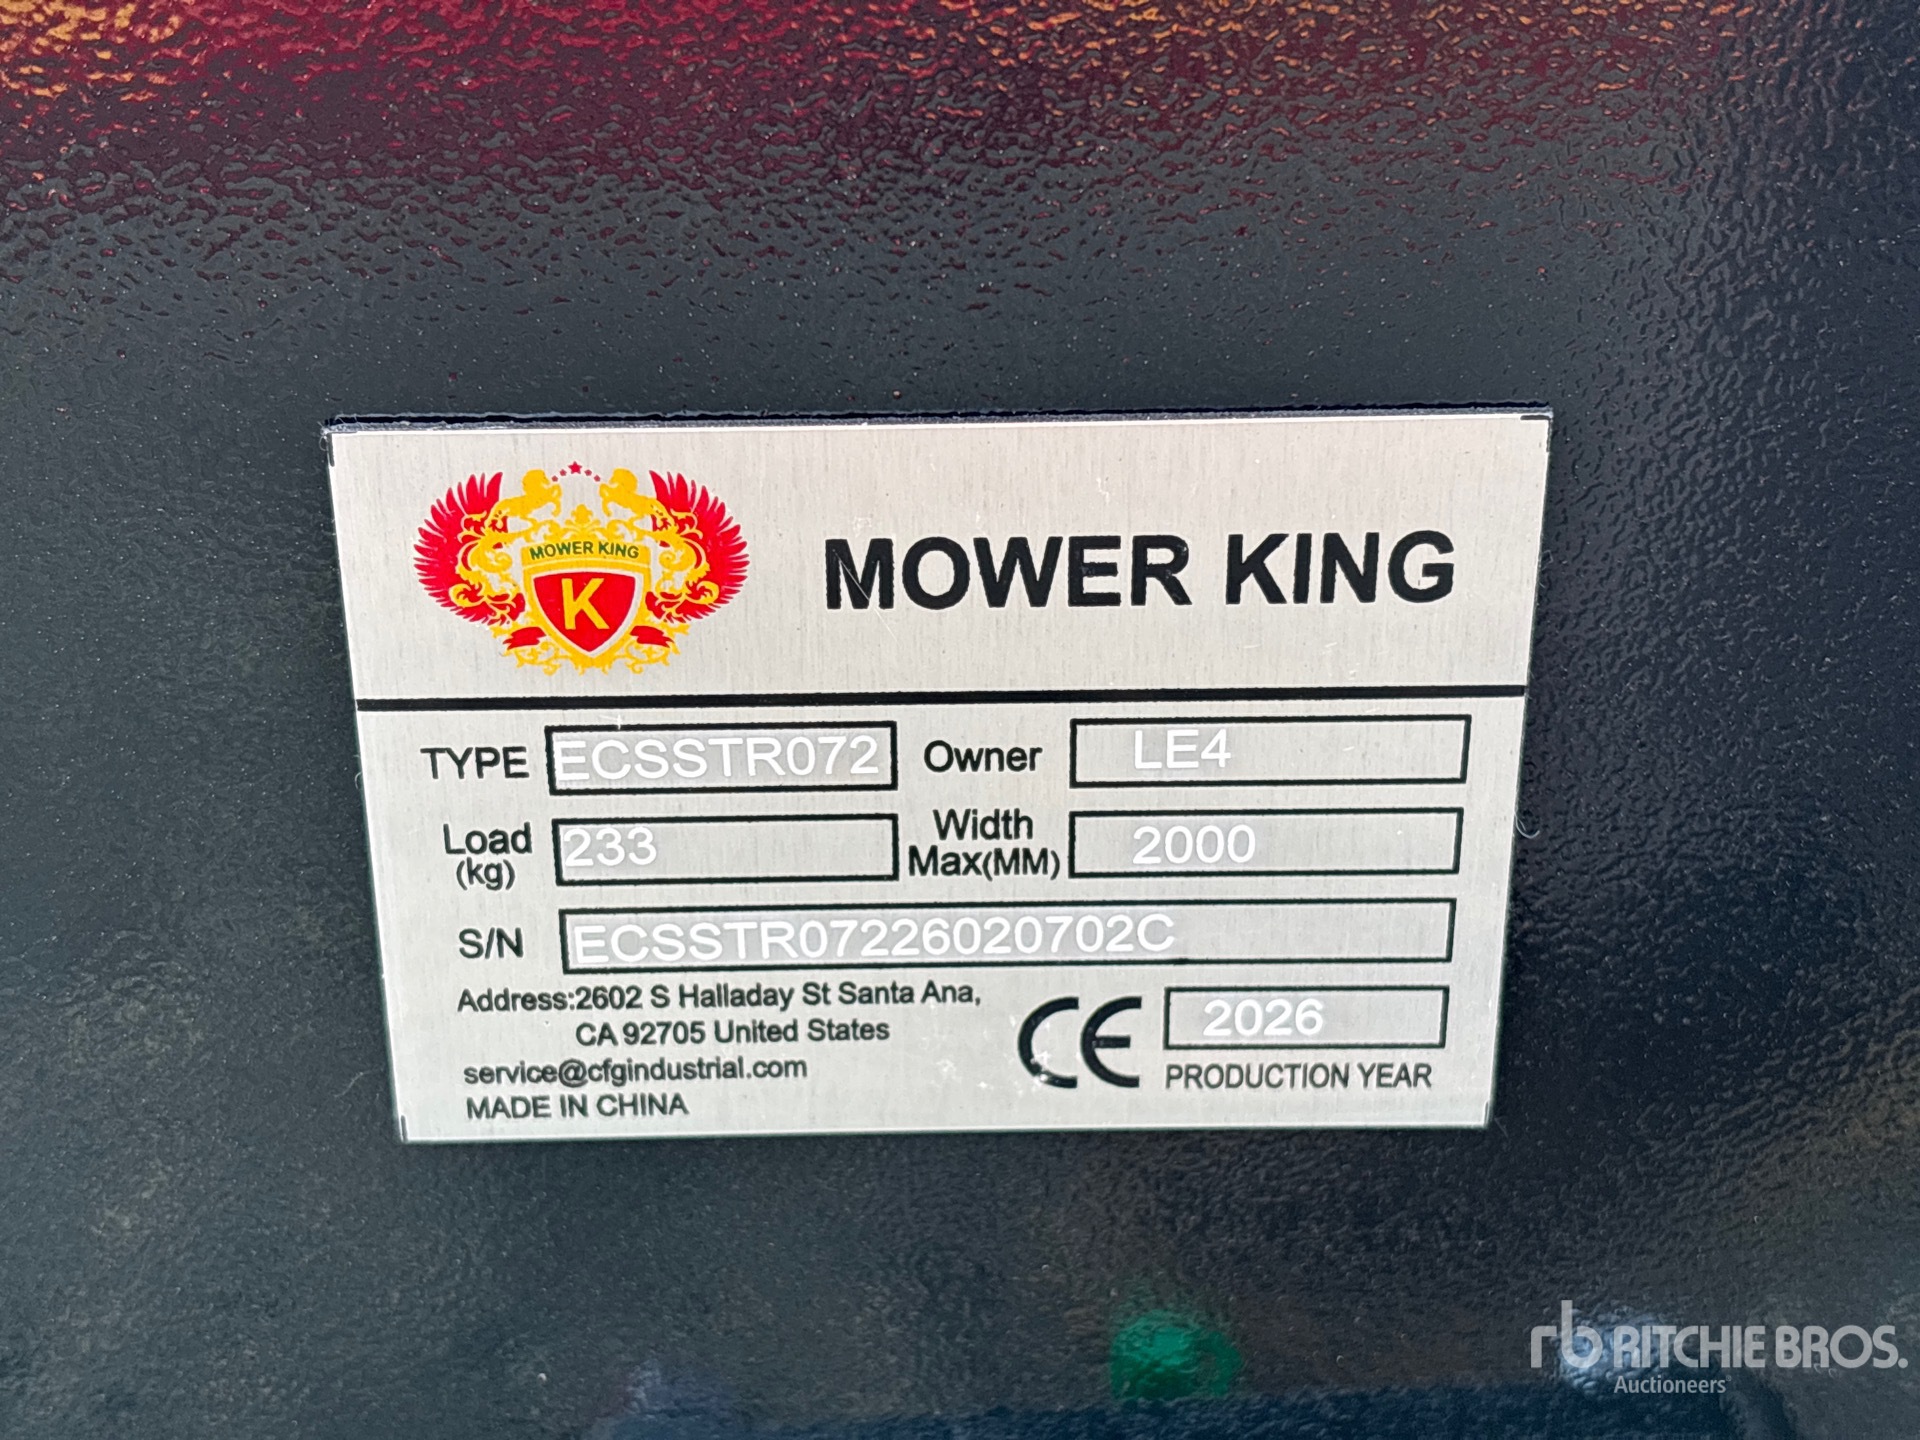 MOWER KING
K
MOWER KING
TYPE ECSSTR072 Owner LE4
Load (kg) 233 Width Max(MM) 2000
S/N ECSSTR07226020702C
Address:2602 S Halladay St Santa Ana,
CA 92705 United States
service@cfgindustrial.com
MADE IN CHINA
CE 2026
PRODUCTION YEAR
rb RITCHIE BROS.
Auctioneers